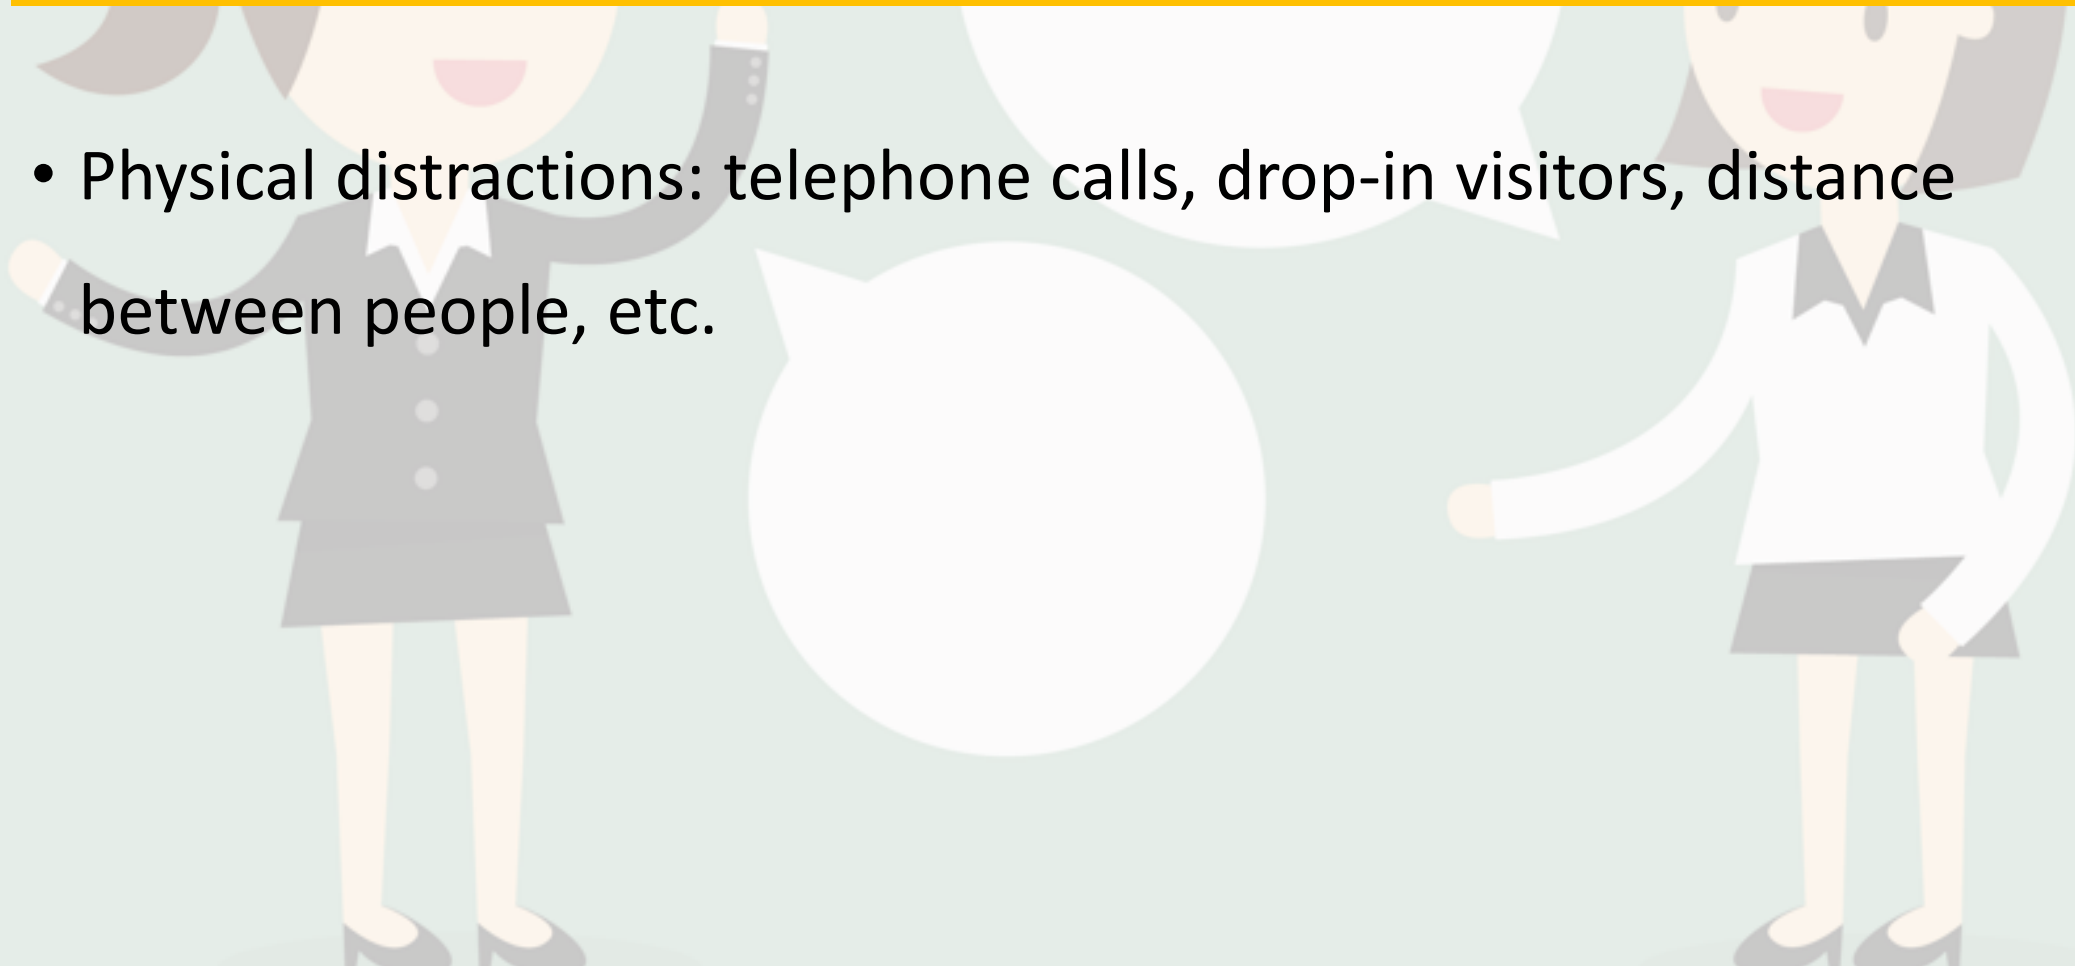 • Physical distractions: telephone calls, drop-in visitors, distance
between people, etc.